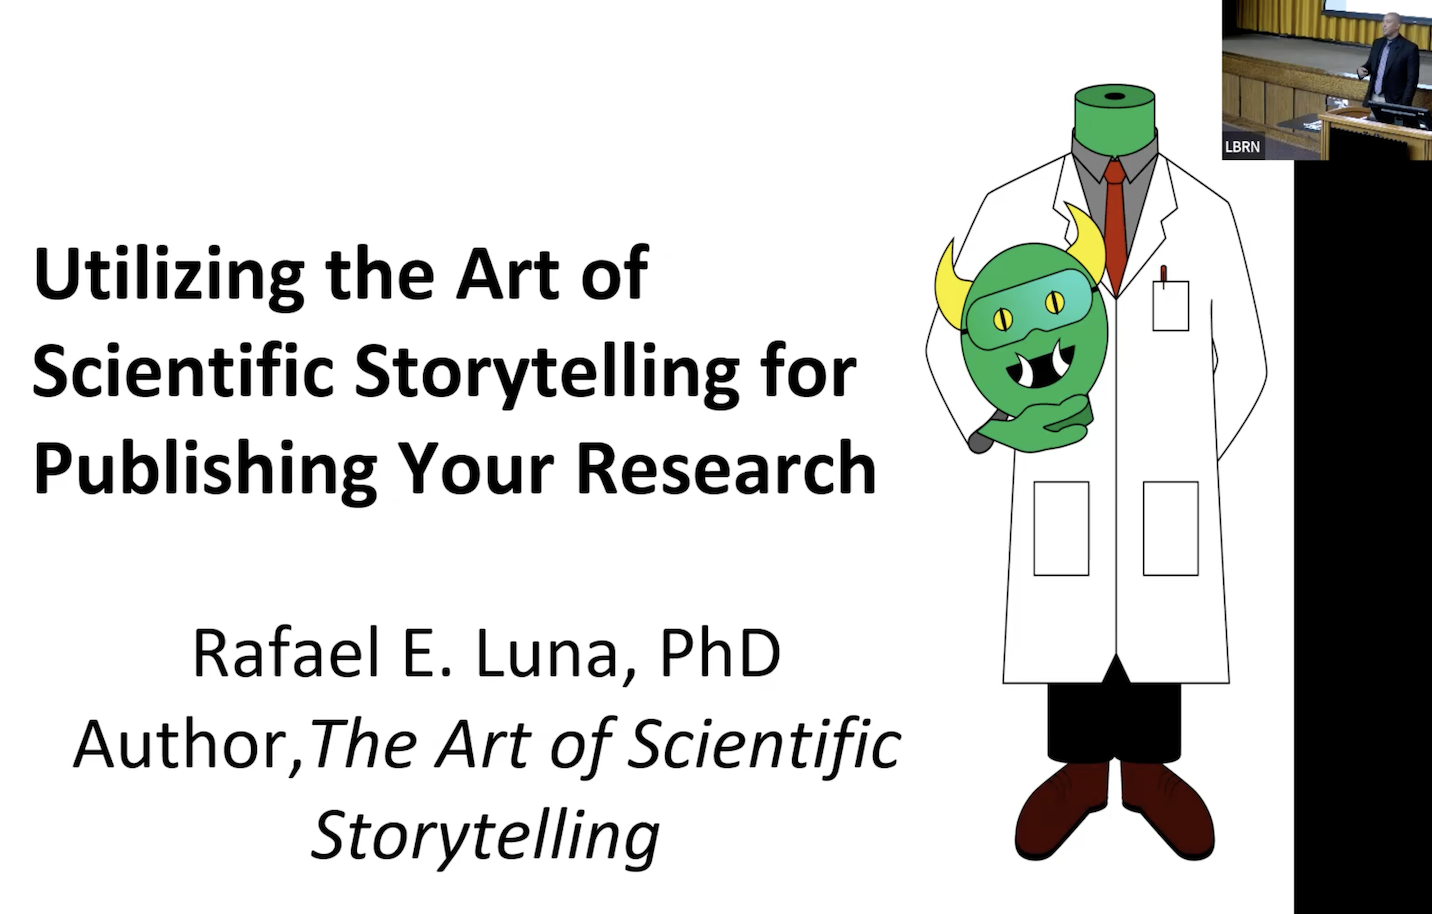 Utilizing the Art of
Scientific Storytelling for
Publishing Your Research
Rafael E. Luna, PhD
Author,The Art of Scientific
Storytelling
LBRN